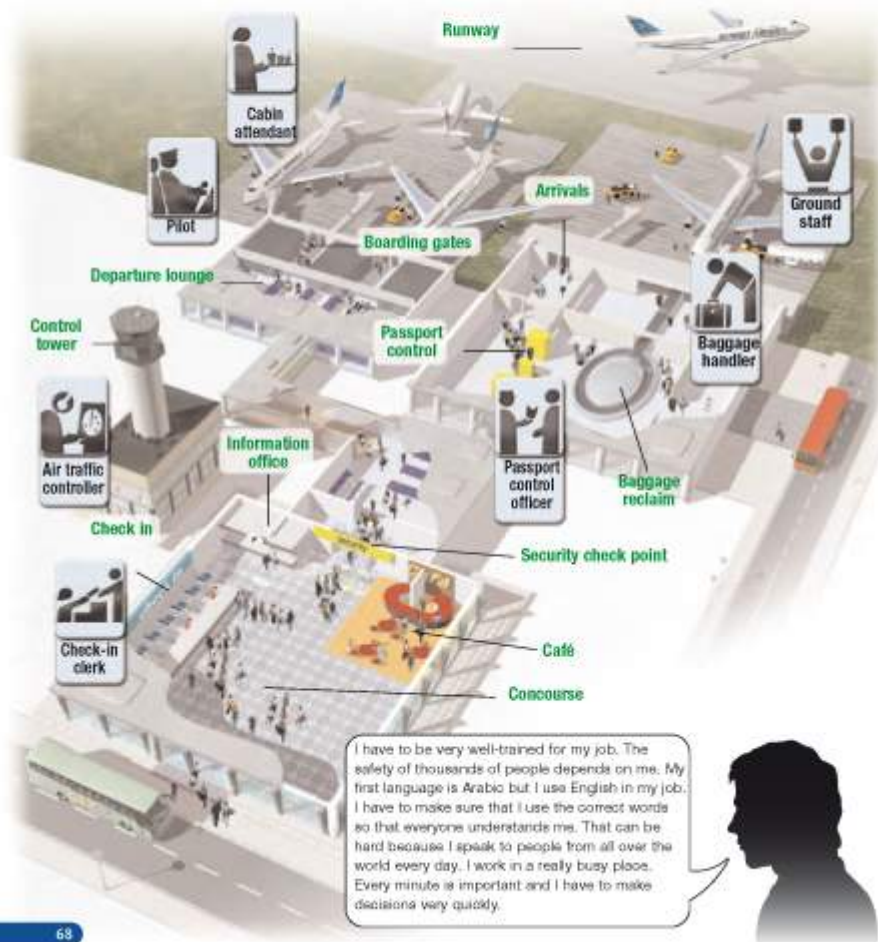 Runway
Cabin
attendant
Pilot
Arrivals
Ground
staff
Boarding gates
Departure lounge
Control
tower
Passport
control
Baggage
handler
Air traffic
controller
Information
office
Passport
control
officer
Baggage
reclaim
Check in
Security check point
Check-in
clerk
Café
Concourse
I have to be very well-trained for my job. The
safety of thousands of people depends on me. My
first language is Arabic but I use English in my job.
I have to make sure that I use the correct words
so that everyone understands me. That can be
hard because I speak to people from all over the
world every day. I work in a really busy place.
Every minute is important and I have to make
decisions very quickly.
68